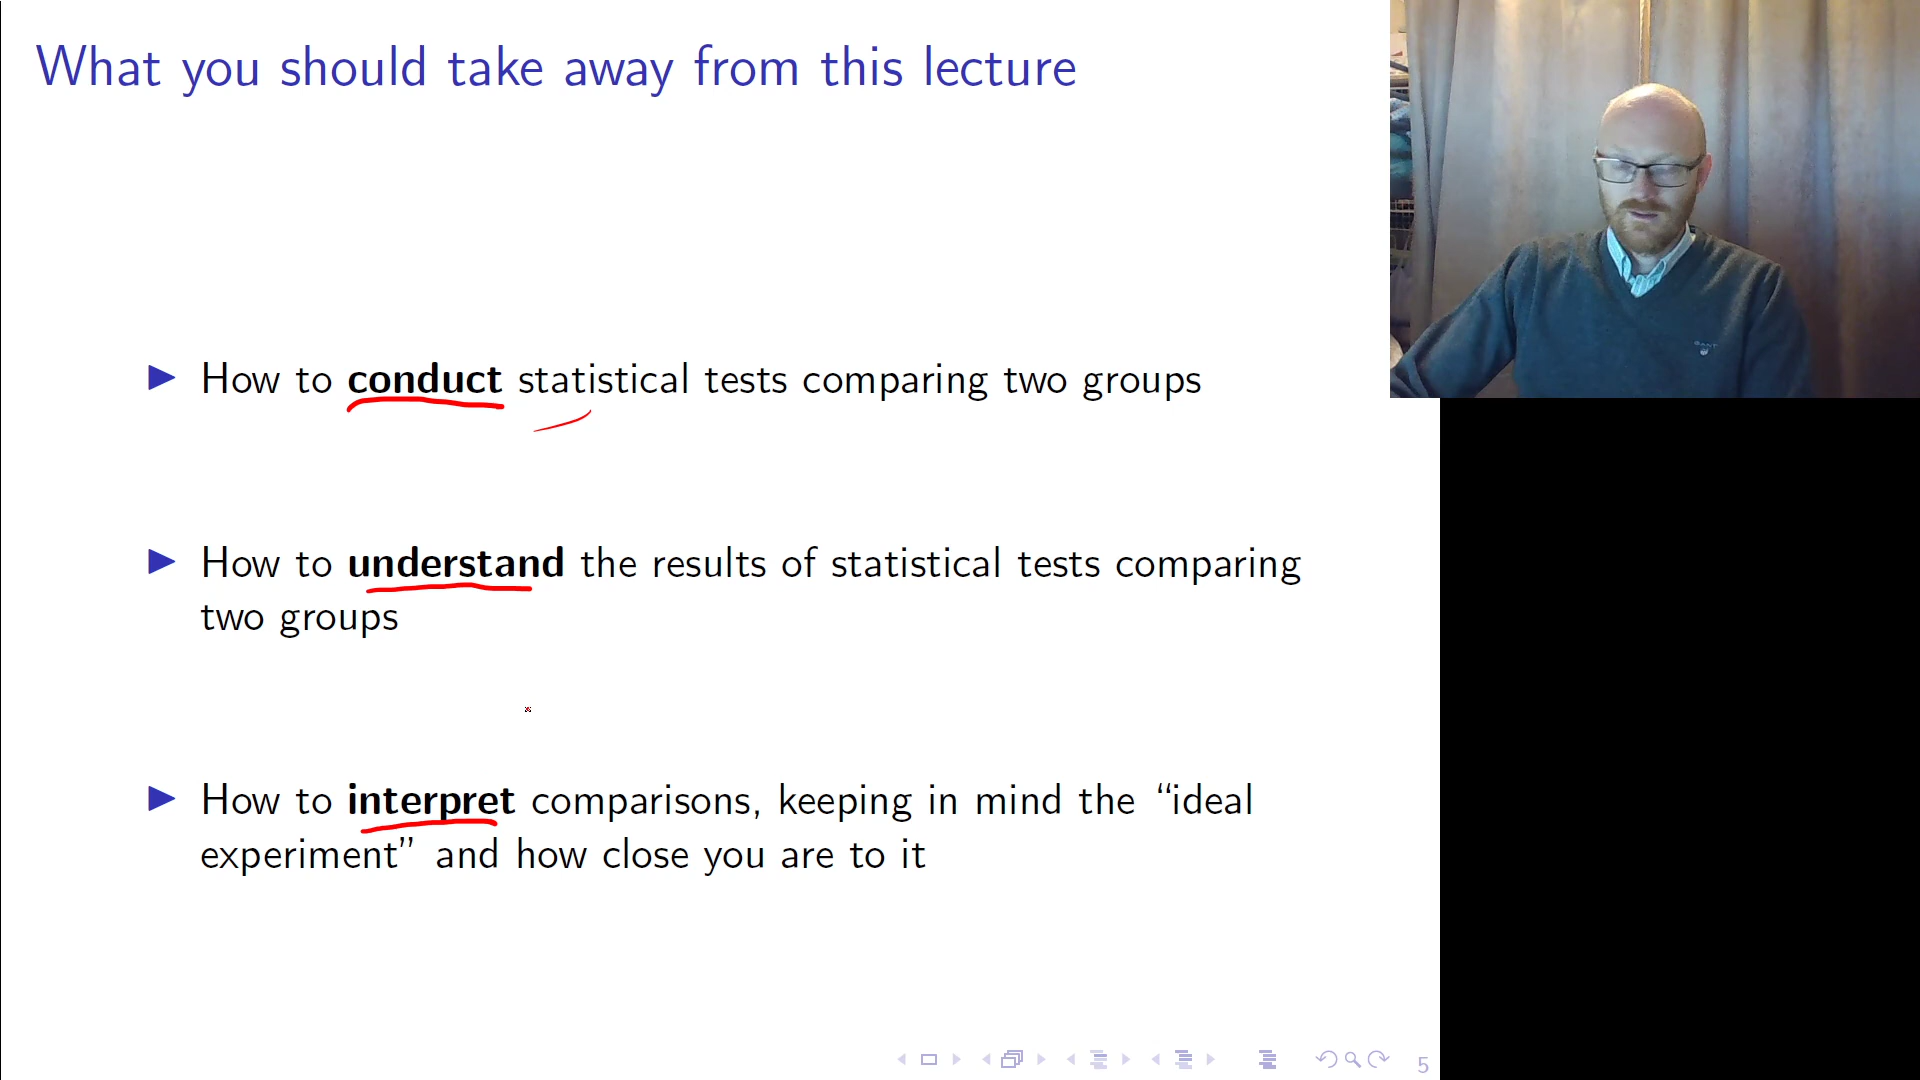 What you should take away from this lecture
How to conduct statistical tests comparing two groups
How to understand the results of statistical tests comparing
two groups
How to interpret comparisons, keeping in mind the “ideal
experiment” and how close you are to it
GANT
5